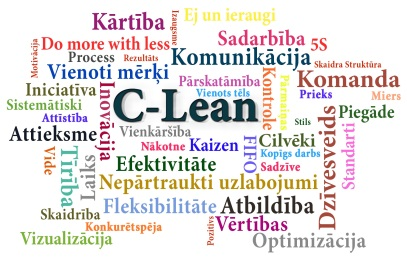 Kārtība
Izaugsme
Ej un ieraugi
Motivācija
Do more with less
Sadarbība
5S
Process
Rezultāts
Komunikācija
Skaidra Struktūra
Vienoti mērķi
Pārskatāmība
Kontrole
Pārmaiņas
Komanda
Iniciatīva
Inovācija
Vienots tēls
Prieks
Miers
Sistemātiski
C-Lean
Piegāde
Attīstība
Stils
Dzīvesveids
Standarti
Attieksme
Vienkāršība
Nākotne
Kaizen
FIFO
Cilvēki
Kopīgs darbs
Vide
Tīrība
Laiks
Efektivitāte
Sadzīve
Nepārtraukti uzlabojumi
Skaidrība
Fleksibilitāte
Atbildība
Konkurētspēja
Pozitīvs
Vērtības
Vizualizācija
Optimizācija